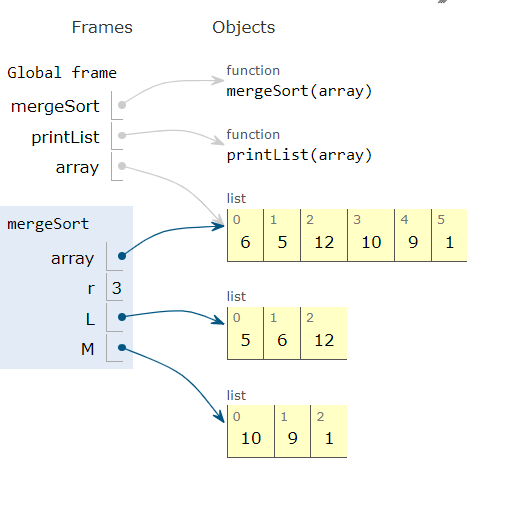 Frames Objects
Global frame
mergeSort
printList
array
function
mergeSort(array)
function
printList(array)
list
0 1 2 3 4 5
6 5 12 10 9 1
mergeSort
array
r 3
L
M
list
0 1 2
5 6 12
list
0 1 2
10 9 1